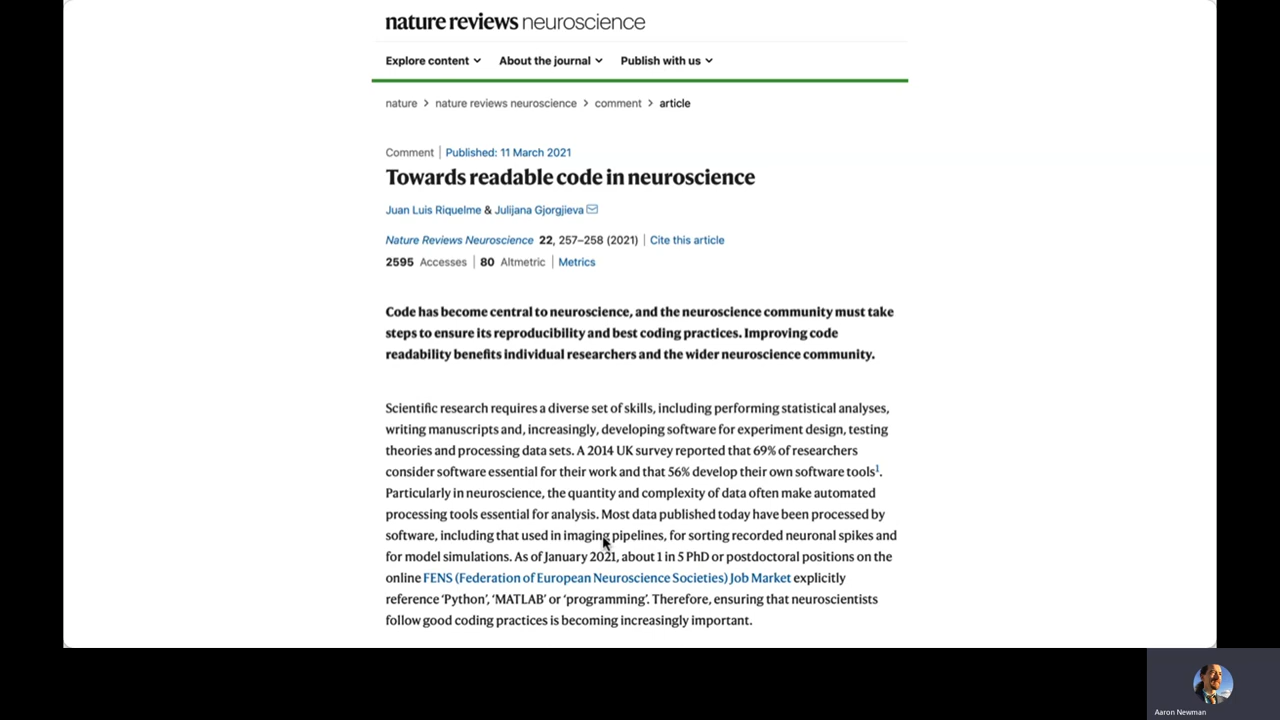 nature reviews neuroscience
Explore content About the journal Publish with us
nature > nature reviews neuroscience > comment > article
Comment | Published: 11 March 2021
Towards readable code in neuroscience
Juan Luis Riquelme & Julijana Gjorgjieva
Nature Reviews Neuroscience 22, 257–258 (2021) | Cite this article
2595 Accesses | 80 Altmetric | Metrics
Code has become central to neuroscience, and the neuroscience community must take
steps to ensure its reproducibility and best coding practices. Improving code
readability benefits individual researchers and the wider neuroscience community.
Scientific research requires a diverse set of skills, including performing statistical analyses,
writing manuscripts and, increasingly, developing software for experiment design, testing
theories and processing data sets. A 2014 UK survey reported that 69% of researchers
consider software essential for their work and that 56% develop their own software tools1.
Particularly in neuroscience, the quantity and complexity of data often make automated
processing tools essential for analysis. Most data published today have been processed by
software, including that used in imaging pipelines, for sorting recorded neuronal spikes and
for model simulations. As of January 2021, about 1 in 5 PhD or postdoctoral positions on the
online FENS (Federation of European Neuroscience Societies) Job Market explicitly
reference ‘Python’, ‘MATLAB’ or ‘programming’. Therefore, ensuring that neuroscientists
follow good coding practices is becoming increasingly important.
Aaron Newman